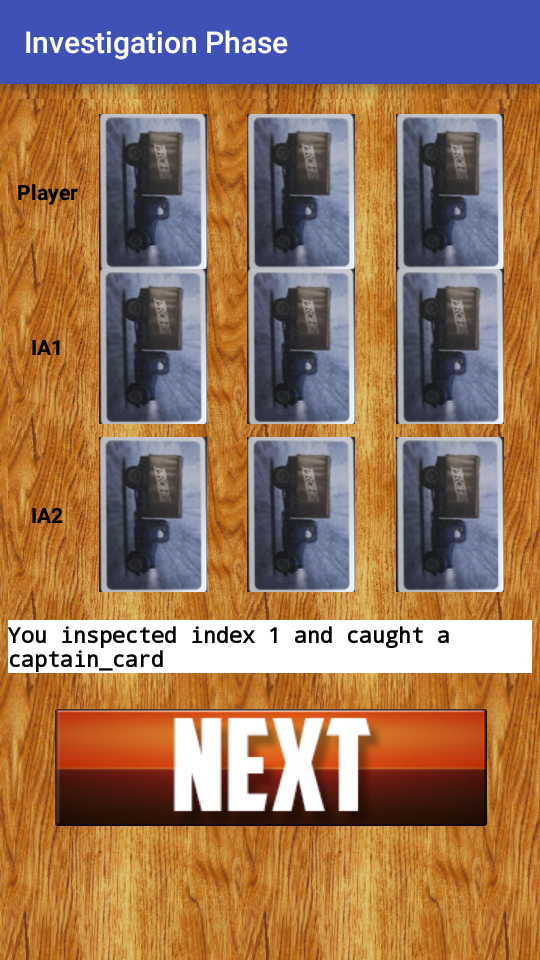 Investigation Phase
Player
IA1
IA2
You inspected index 1 and caught a
captain_card
NEXT